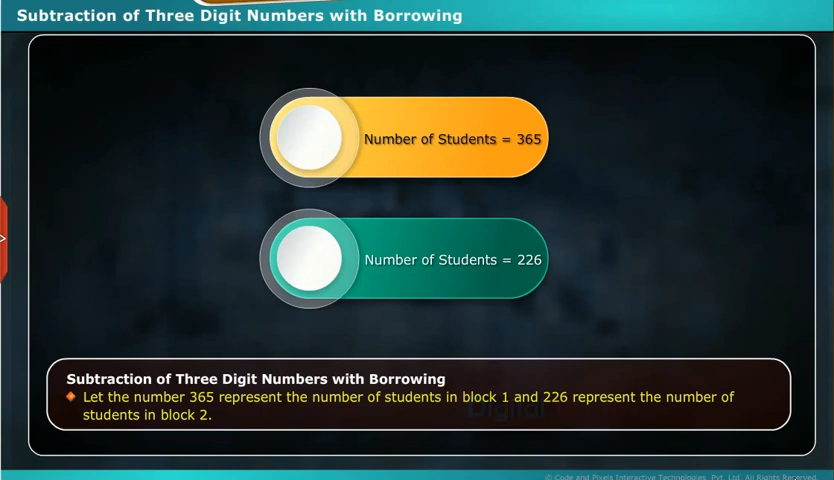 Subtraction of Three Digit Numbers with Borrowing
Number of Students = 365
Number of Students = 226
Subtraction of Three Digit Numbers with Borrowing
Let the number 365 represent the number of students in block 1 and 226 represent the number of
students in block 2.
Digital
© Code and Pixels Interactive Technologies, Pvt. Ltd. All Rights Reserved.